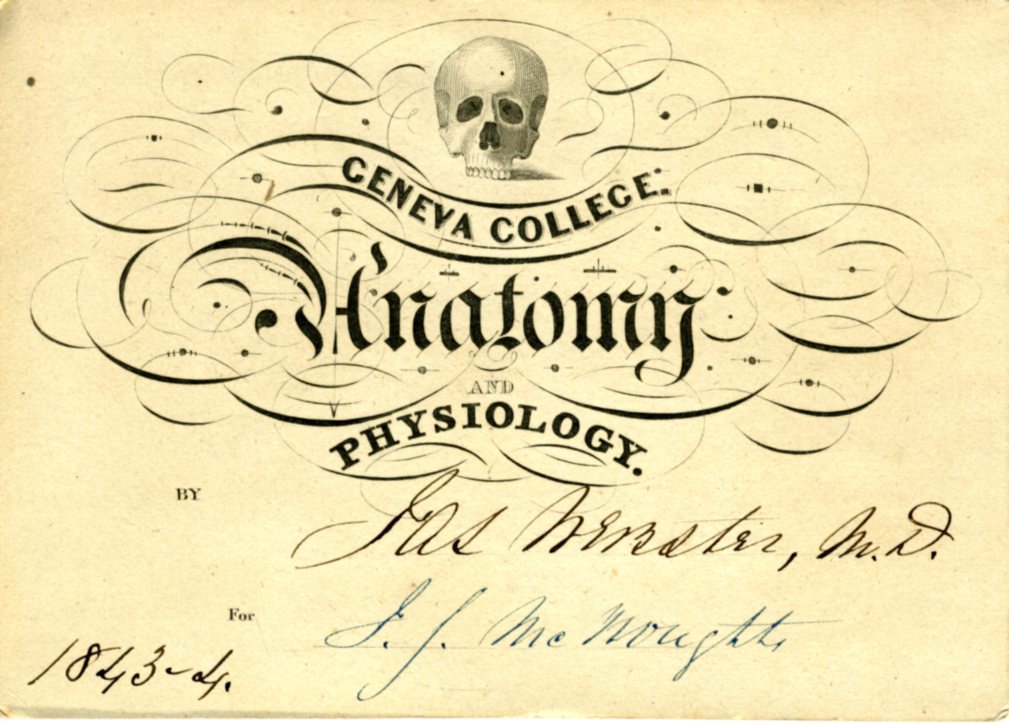 GENEVA COLLEGE:
Anatomy
AND
PHYSIOLOGY.
BY
Jas Webster, M.D.
For
J. J. McNought
1843-4.